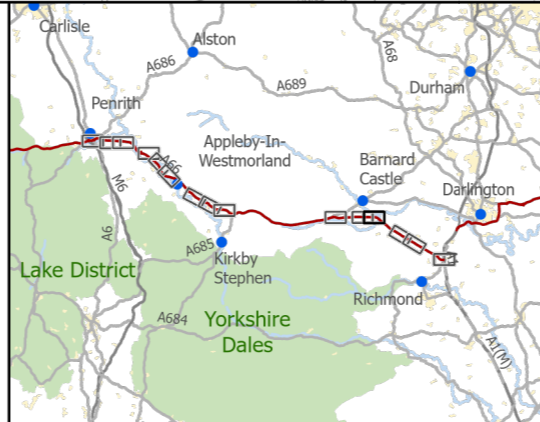 Carlisle
Alston
A68
A686
A689
Durham
Penrith
Appleby-In-
Westmorland
A66
Barnard
Castle
Darlington
M6
A6
A685
Lake District
Kirkby
Stephen
Richmond
A684
Yorkshire
Dales
A1(M)